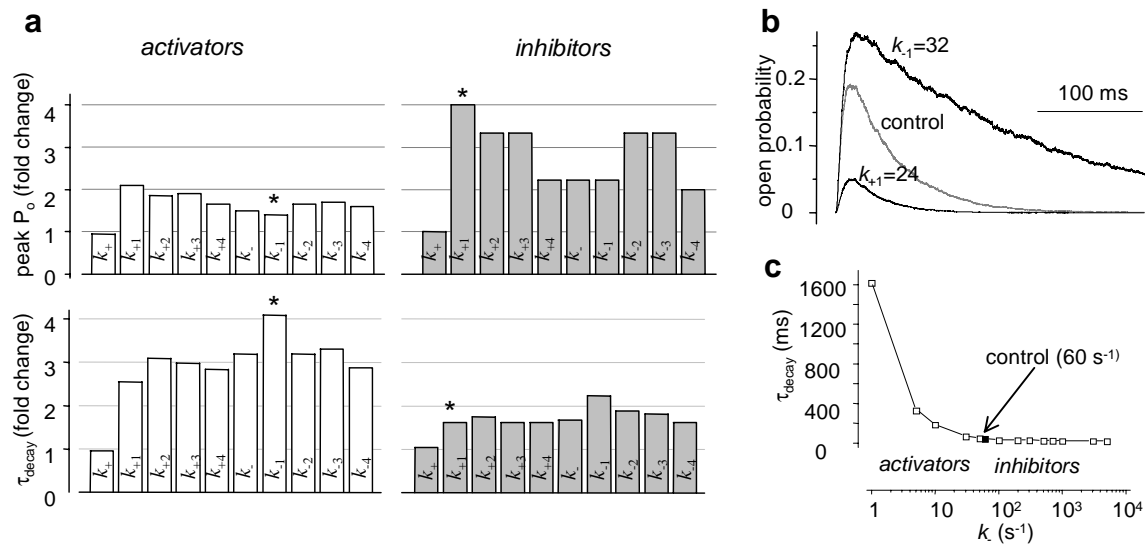 a
activators
inhibitors
peak Po (fold change)
4
3
2
1
0
k+
k+1
k+2
k+3
k+4
k-
k-1
*
k-2
k-3
k-4
k+
*
k+1
k+2
k+3
k+4
k-
k-1
k-2
k-3
k-4
τdecay (fold change)
4
3
2
1
0
k+
k+1
k+2
k+3
k+4
k-
*
k-1
k-2
k-3
k-4
k+
*
k+1
k+2
k+3
k+4
k-
k-1
k-2
k-3
k-4
b
open probability
0.2
0.1
0
k-1=32
control
k+1=24
100 ms
c
τdecay (ms)
1600
1200
800
400
0
control (60 s-1)
activators
inhibitors
1 10 10² 10³ 10⁴
k- (s-1)